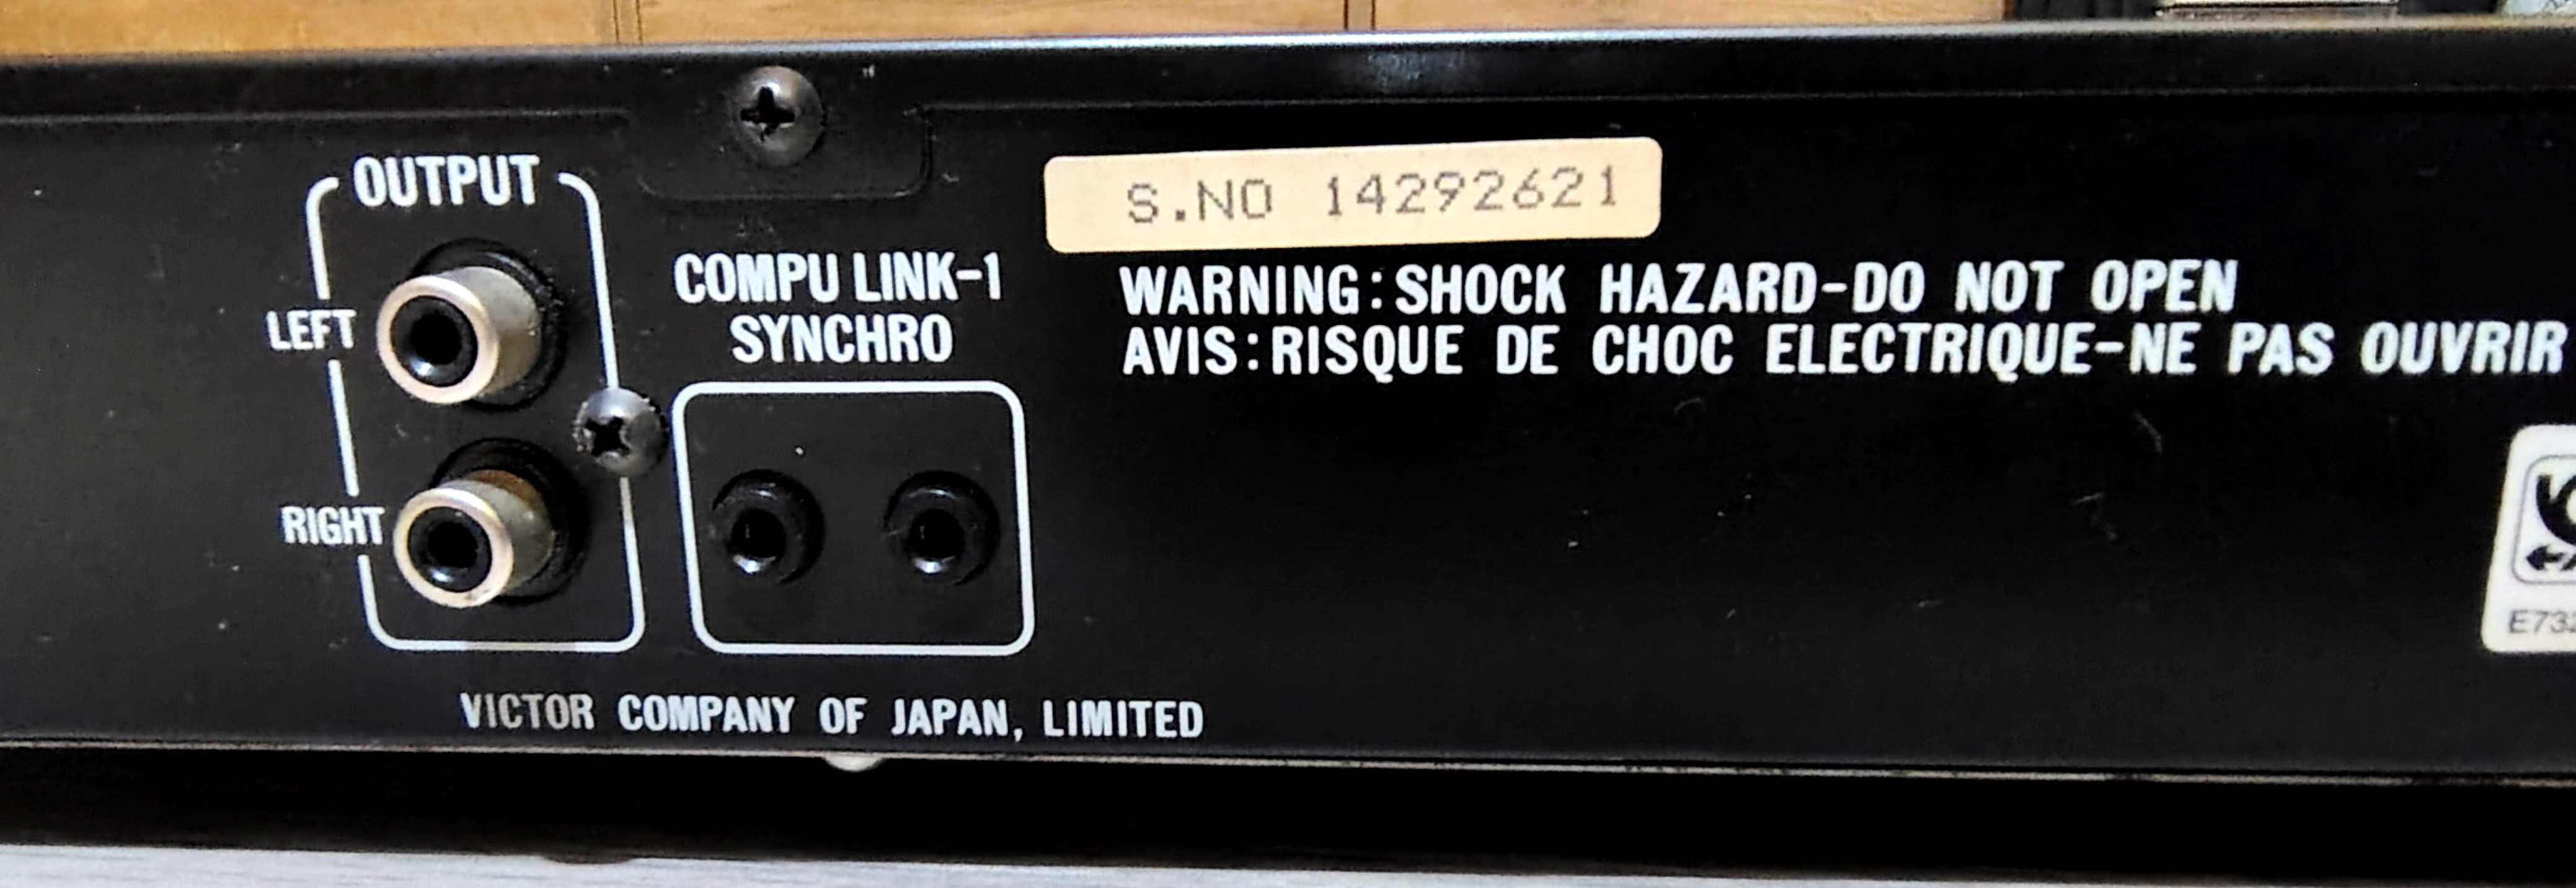 OUTPUT
LEFT
RIGHT
COMPU LINK-1
SYNCHRO
S.NO 14292621
WARNING:SHOCK HAZARD-DO NOT OPEN
AVIS:RISQUE DE CHOC ELECTRIQUE-NE PAS OUVRIR
VICTOR COMPANY OF JAPAN, LIMITED